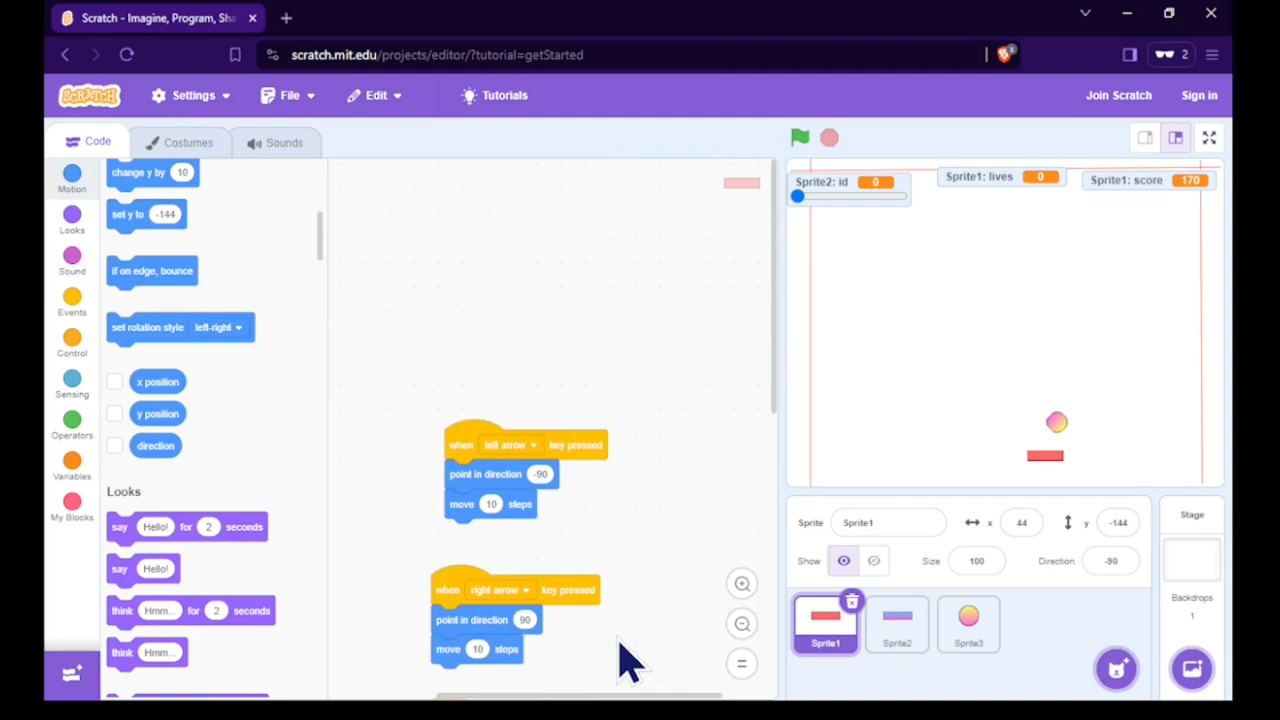 Scratch - Imagine, Program, Sha
scratch.mit.edu/projects/editor/?tutorial=getStarted
2
SCRATCH
Settings
File
Edit
Tutorials
Join Scratch
Sign in
Code
Costumes
Sounds
Motion
Looks
Sound
Events
Control
Sensing
Operators
Variables
My Blocks
change y by 10
set y to -144
if on edge, bounce
set rotation style left-right
x position
y position
direction
Looks
say Hello! for 2 seconds
say Hello!
think Hmm... for 2 seconds
think Hmm...
when left arrow key pressed
point in direction -90
move 10 steps
when right arrow key pressed
point in direction 90
move 10 steps
Sprite2: id 0
Sprite1: lives 0
Sprite1: score 170
Sprite Sprite1 x 44 y -144
Show Size 100 Direction -90
Sprite1
Sprite2
Sprite3
Stage
Backdrops
1